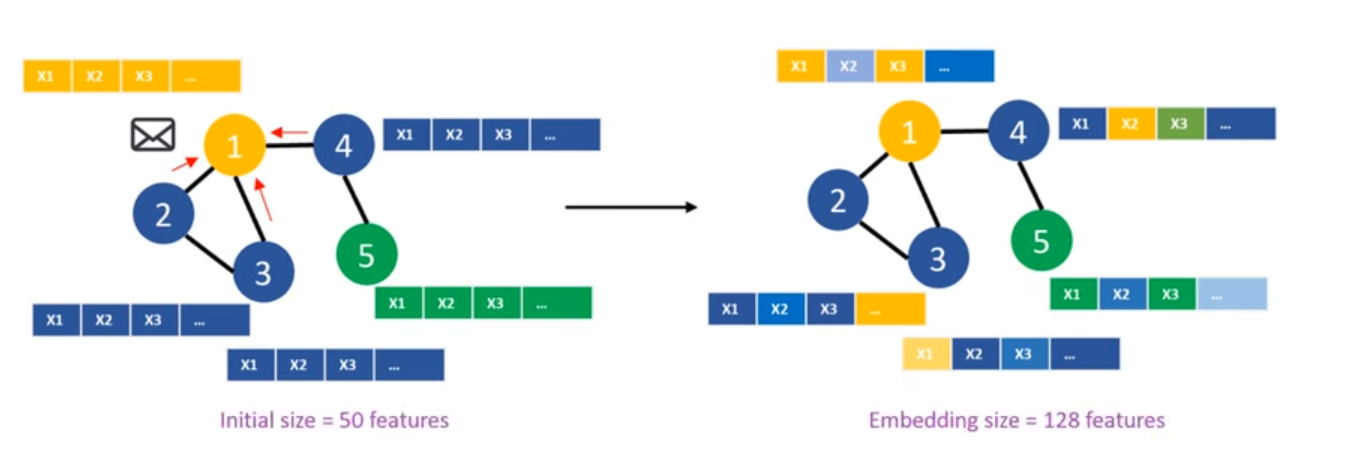 X1 X2 X3 ...
1
4
X1 X2 X3 ...
2
3
5
X1 X2 X3 ...
X1 X2 X3 ...
X1 X2 X3 ...
Initial size = 50 features
X1 X2 X3 ...
1
4
X1 X2 X3 ...
2
3
5
X1 X2 X3 ...
X1 X2 X3 ...
X1 X2 X3 ...
Embedding size = 128 features